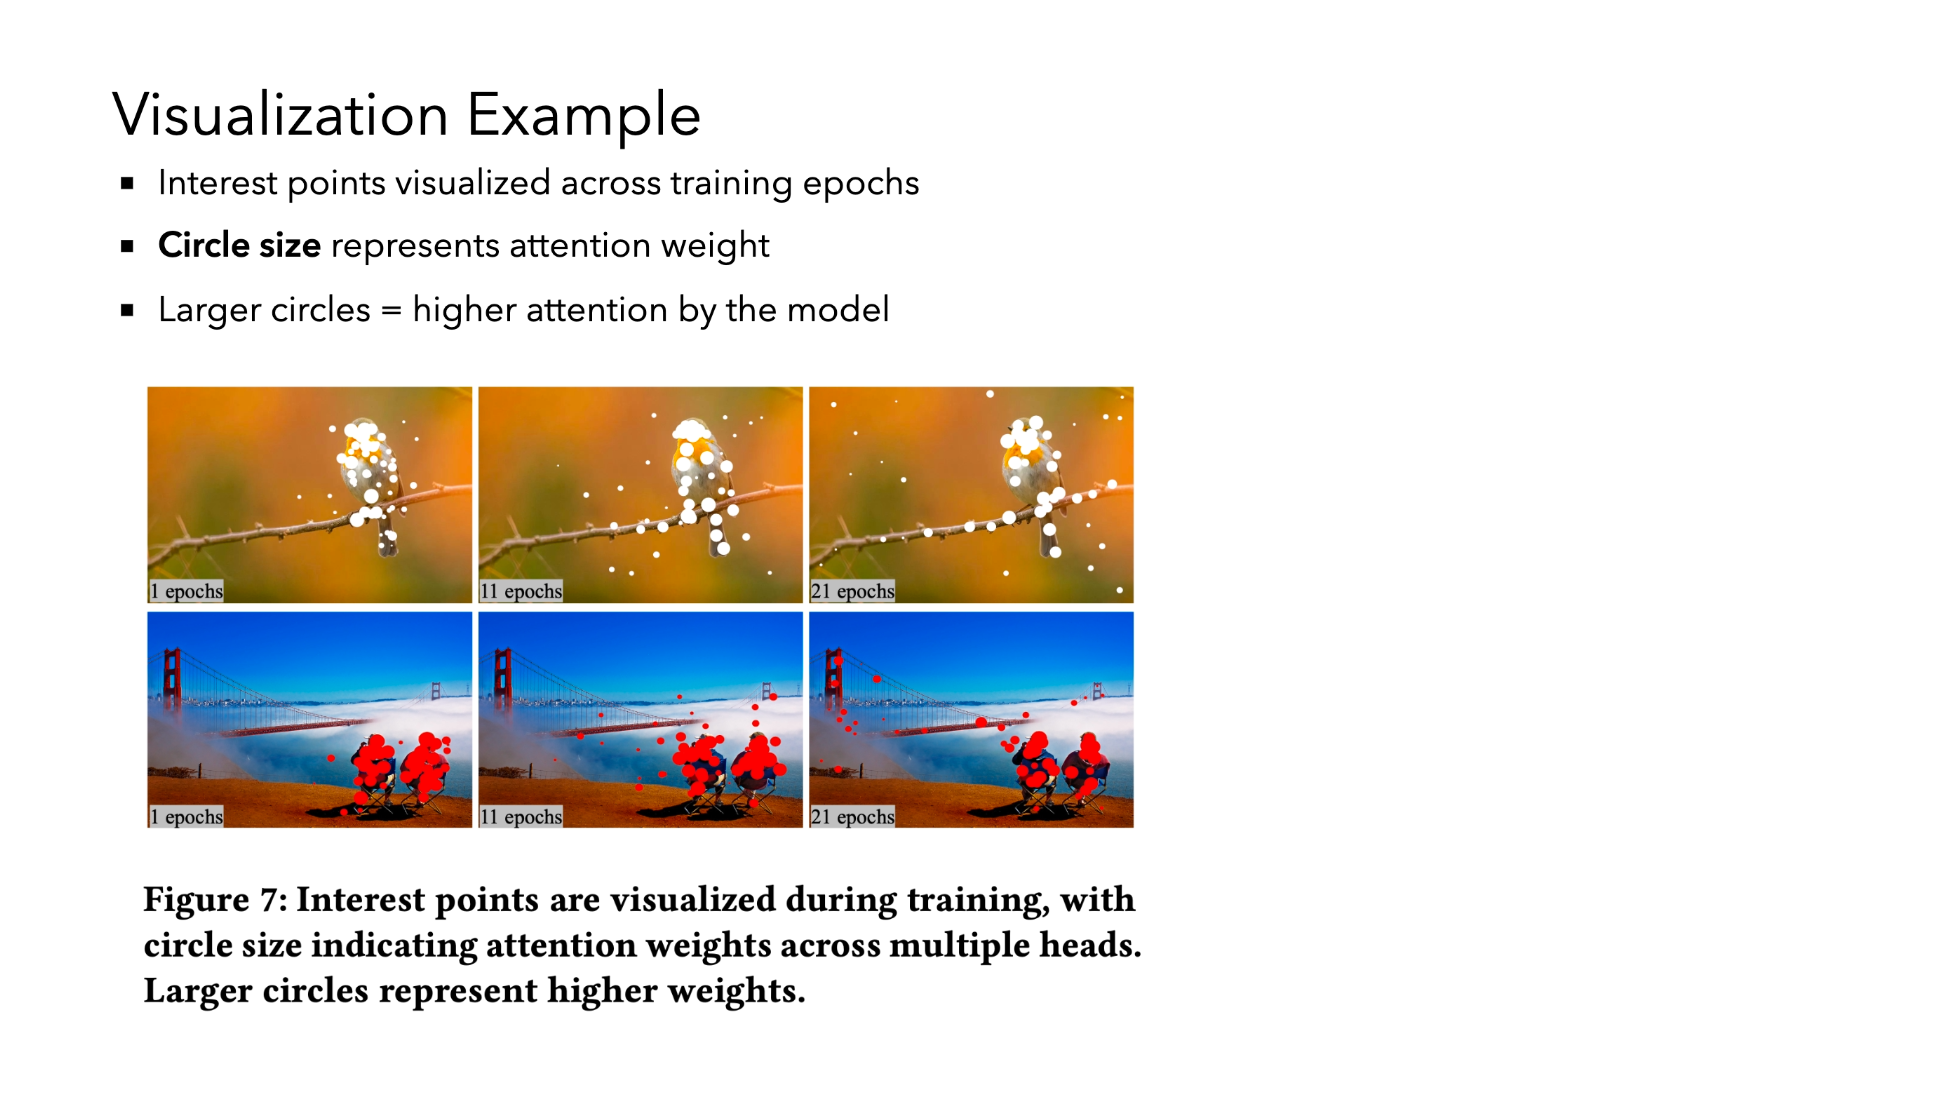 Visualization Example
▪ Interest points visualized across training epochs
▪ Circle size represents attention weight
▪ Larger circles = higher attention by the model
1 epochs
11 epochs
21 epochs
1 epochs
11 epochs
21 epochs
Figure 7: Interest points are visualized during training, with
circle size indicating attention weights across multiple heads.
Larger circles represent higher weights.